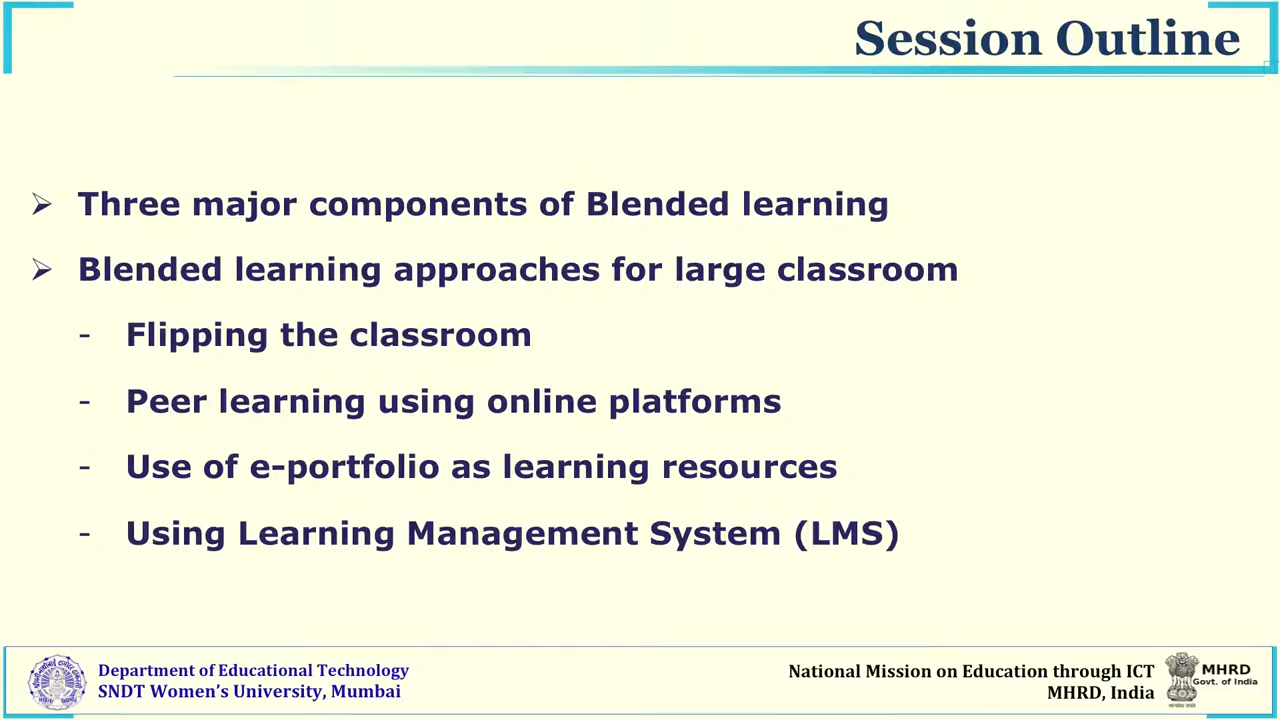 Session Outline
Three major components of Blended learning
Blended learning approaches for large classroom
- Flipping the classroom
- Peer learning using online platforms
- Use of e-portfolio as learning resources
- Using Learning Management System (LMS)
Department of Educational Technology
SNDT Women's University, Mumbai
National Mission on Education through ICT
MHRD, India
MHRD
Govt. of India